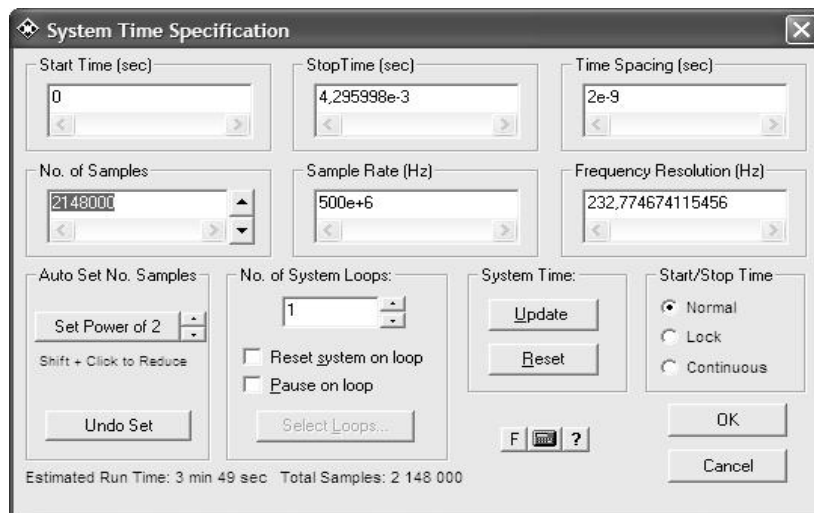 System Time Specification
Start Time (sec)
0
StopTime (sec)
4,295998e-3
Time Spacing (sec)
2e-9
No. of Samples
2148000
Sample Rate (Hz)
500e+6
Frequency Resolution (Hz)
232,774674115456
Auto Set No. Samples
Set Power of 2
Shift + Click to Reduce
Undo Set
No. of System Loops:
1
Reset system on loop
Pause on loop
Select Loops...
System Time:
Update
Reset
Start/Stop Time
Normal
Lock
Continuous
F ?
OK
Cancel
Estimated Run Time: 3 min 49 sec Total Samples: 2 148 000